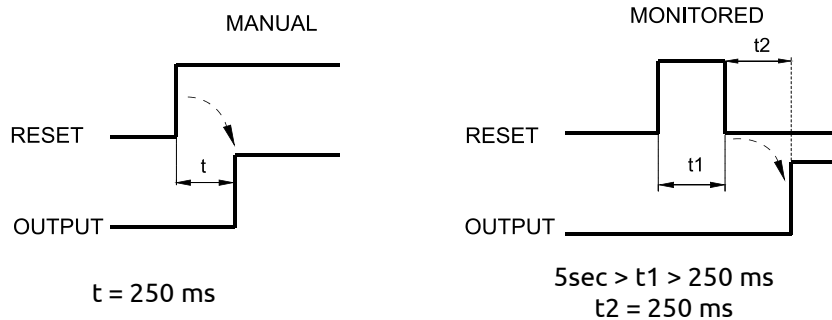 MANUAL
RESET
t
OUTPUT
t = 250 ms
MONITORED
t2
RESET
t1
OUTPUT
5sec > t1 > 250 ms
t2 = 250 ms